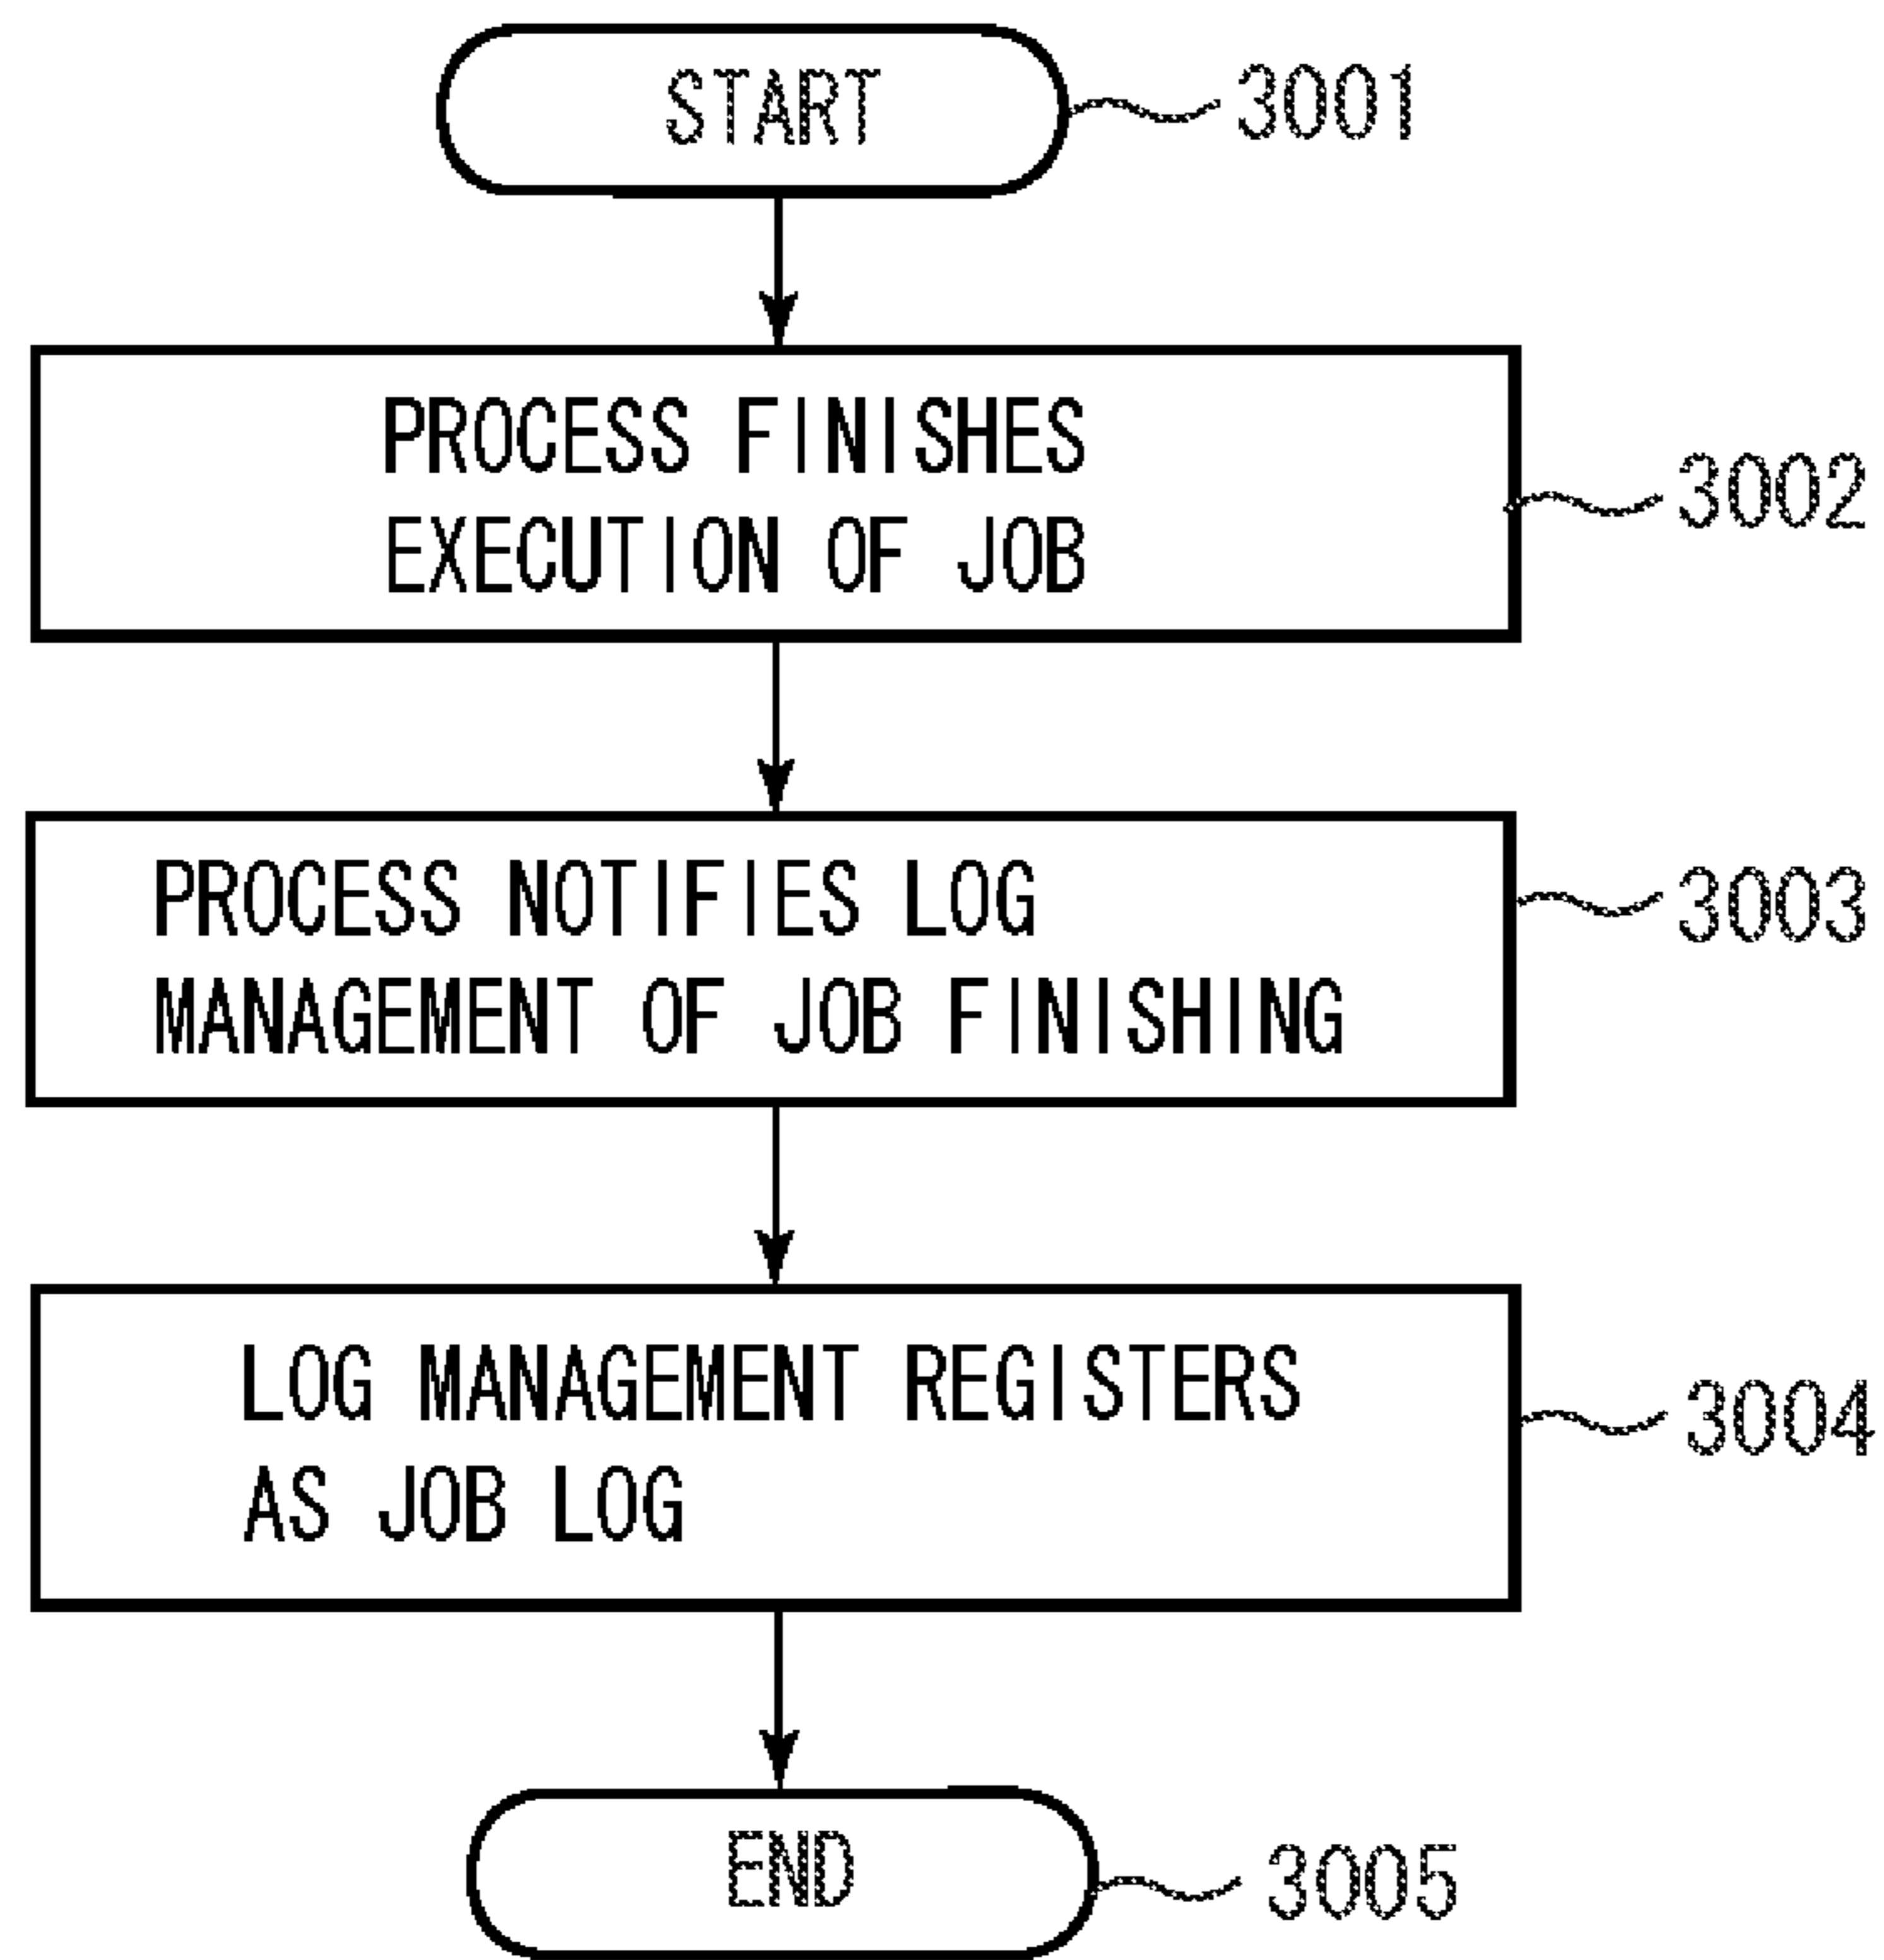 START
3001
PROCESS FINISHES
EXECUTION OF JOB
3002
PROCESS NOTIFIES LOG
MANAGEMENT OF JOB FINISHING
3003
LOG MANAGEMENT REGISTERS
AS JOB LOG
3004
END
3005